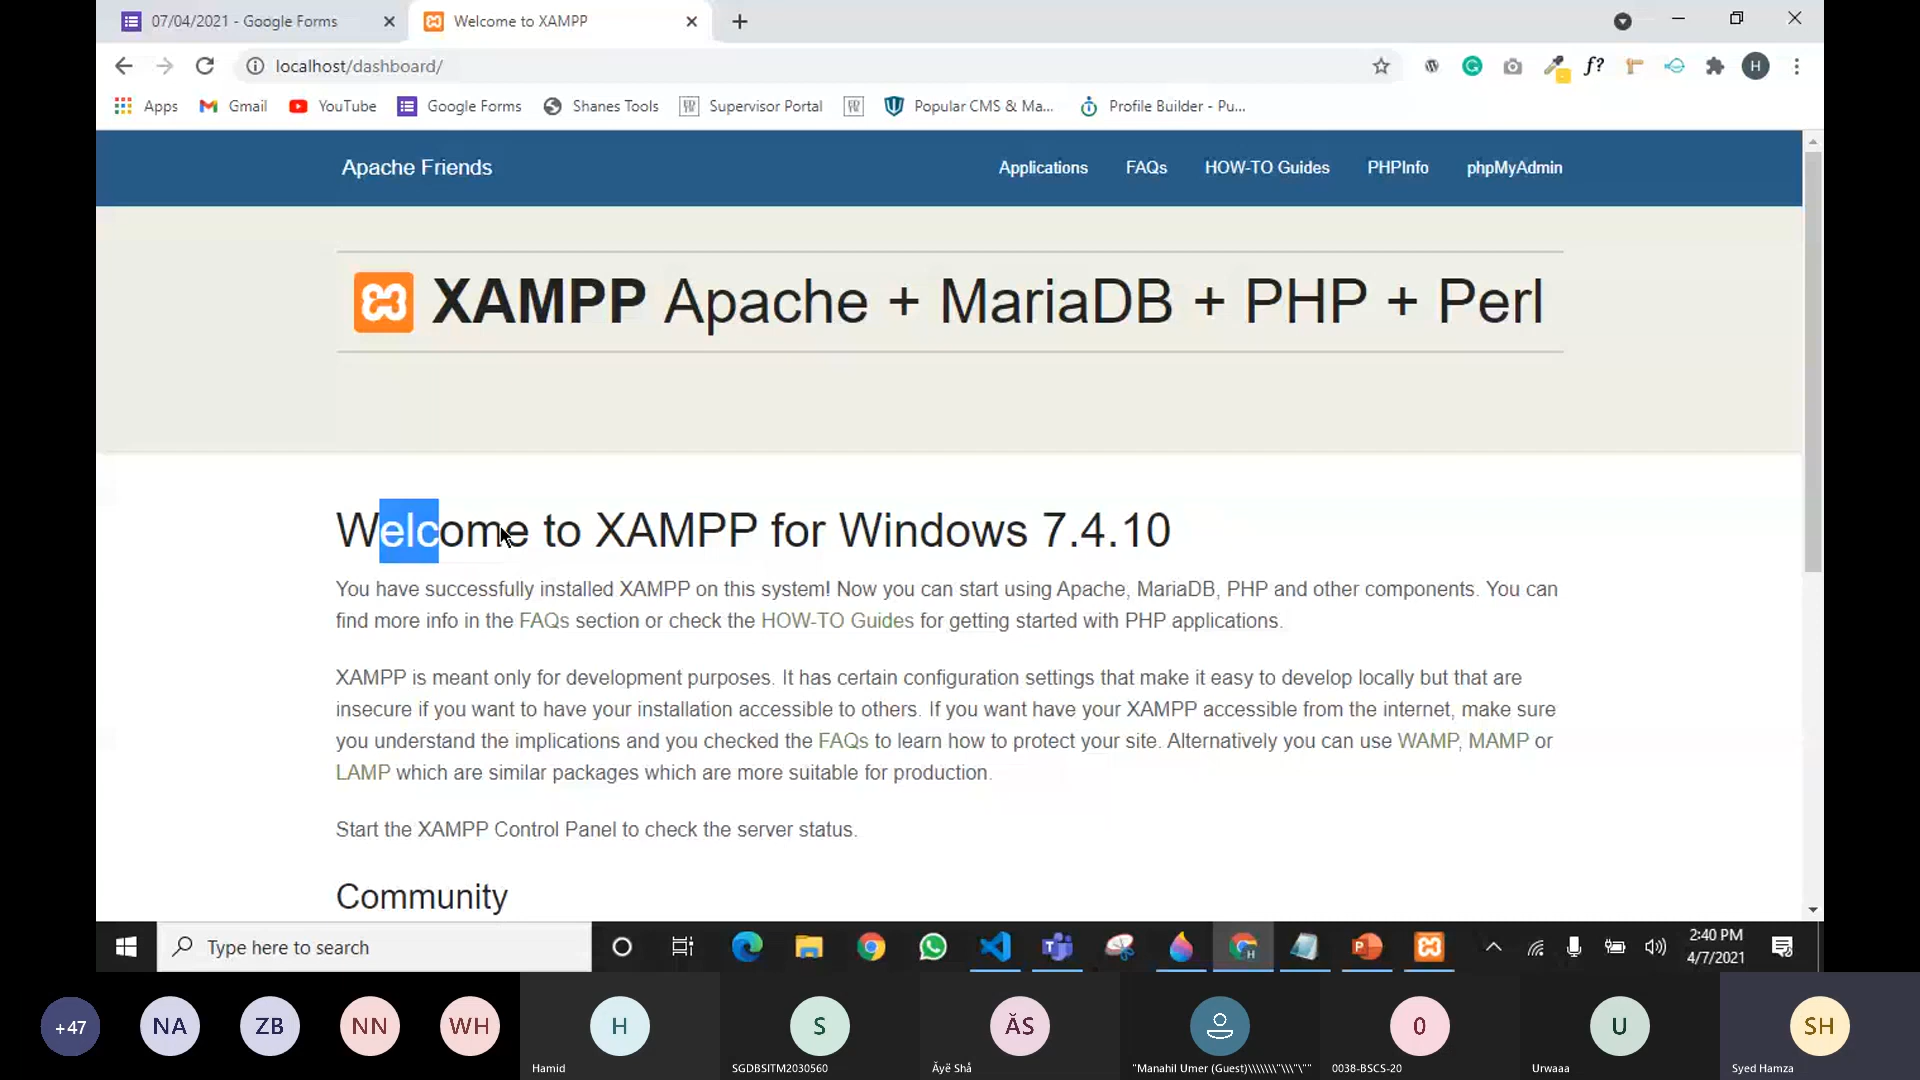 07/04/2021 - Google Forms
Welcome to XAMPP
localhost/dashboard/
f?
H
Apps
Gmail
YouTube
Google Forms
Shanes Tools
Supervisor Portal
Popular CMS & Ma...
Profile Builder - Pu...
Apache Friends
Applications
FAQs
HOW-TO Guides
PHPInfo
phpMyAdmin
XAMPP Apache + MariaDB + PHP + Perl
Welcome to XAMPP for Windows 7.4.10
You have successfully installed XAMPP on this system! Now you can start using Apache, MariaDB, PHP and other components. You can
find more info in the FAQs section or check the HOW-TO Guides for getting started with PHP applications.
XAMPP is meant only for development purposes. It has certain configuration settings that make it easy to develop locally but that are
insecure if you want to have your installation accessible to others. If you want have your XAMPP accessible from the internet, make sure
you understand the implications and you checked the FAQs to learn how to protect your site. Alternatively you can use WAMP, MAMP or
LAMP which are similar packages which are more suitable for production.
Start the XAMPP Control Panel to check the server status.
Community
Type here to search
2:40 PM
4/7/2021
+47
NA
ZB
NN
WH
H
S
ĂS
0
U
SH
Hamid
SGDBSITM2030560
Ăyë Shå
"Manahil Umer (Guest)\\\\\\\"\\\"\""
0038-BSCS-20
Urwaaa
Syed Hamza